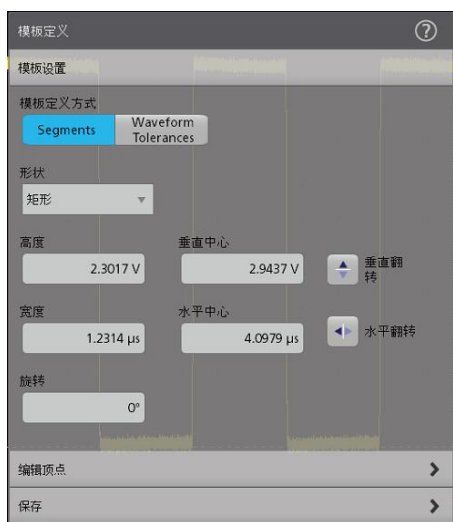 模板定义
?
模板设置
模板定义方式
Segments
Waveform
Tolerances
形状
矩形
高度
垂直中心
2.3017 V
2.9437 V
垂直翻
转
宽度
水平中心
1.2314 µs
4.0979 µs
水平翻转
旋转
0°
编辑顶点
保存